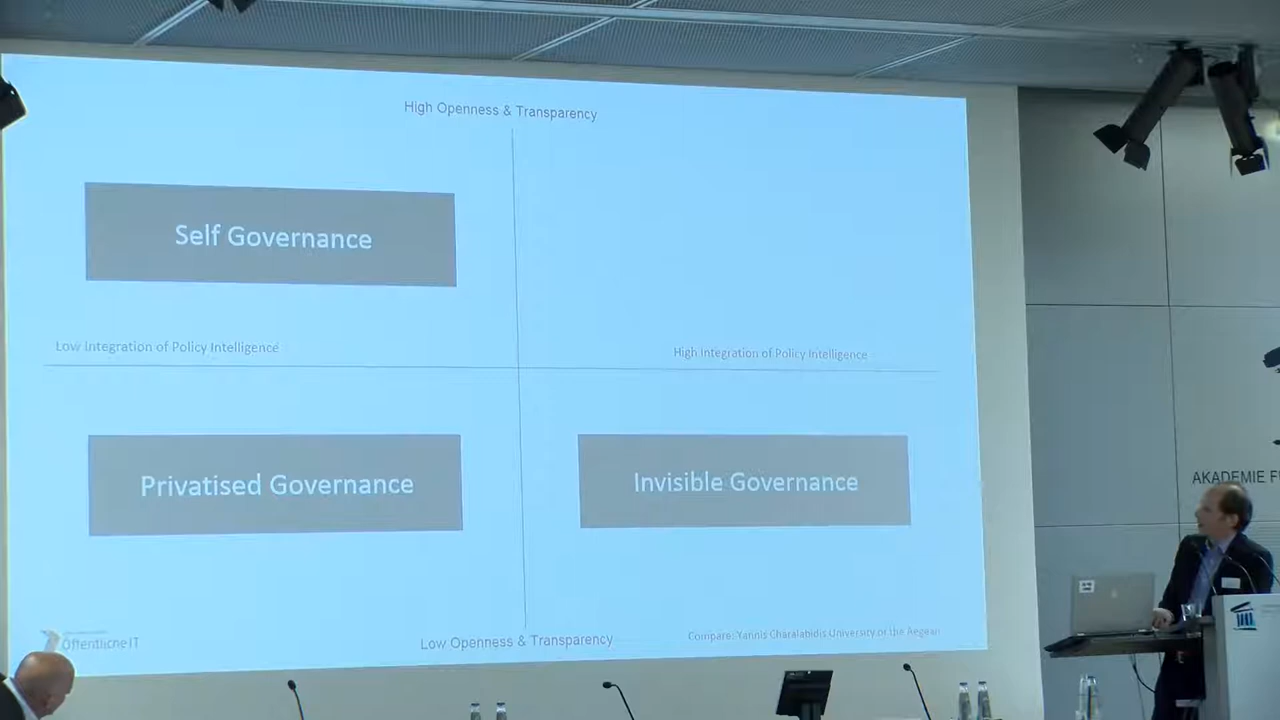 High Openness & Transparency
Self Governance
Low Integration of Policy Intelligence
High Integration of Policy Intelligence
Privatised Governance
Invisible Governance
Low Openness & Transparency
Compare: Yannis Charalabidis University of the Aegean
ÖffentlicheIT
AKADEMIE